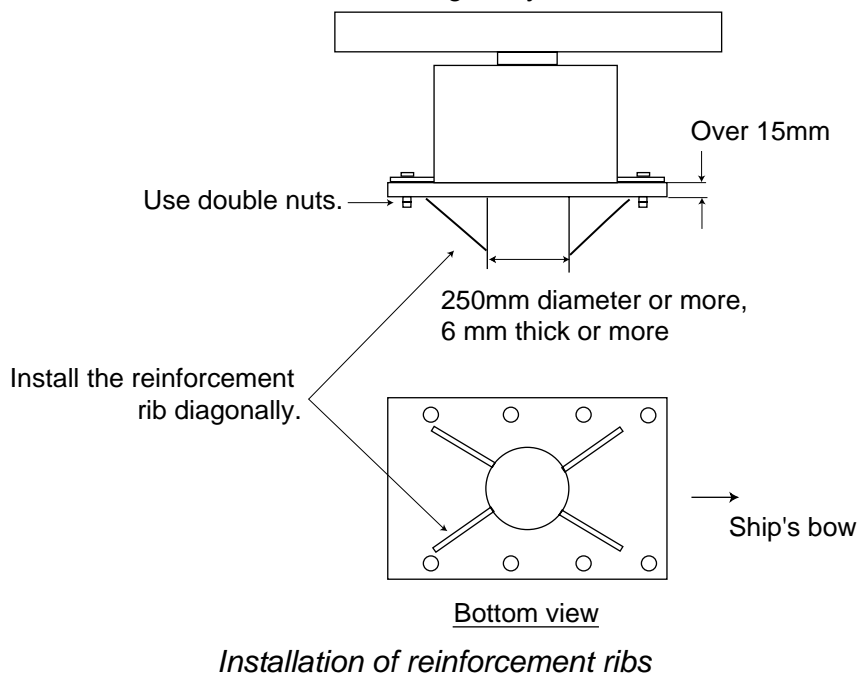 Over 15mm
Use double nuts.
250mm diameter or more,
6 mm thick or more
Install the reinforcement
rib diagonally.
Ship's bow
Bottom view
Installation of reinforcement ribs